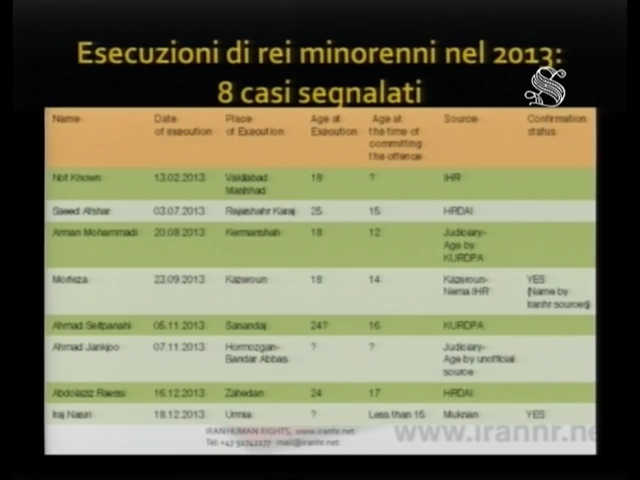 Esecuzioni di rei minorenni nel 2013:
8 casi segnalati
Name Date of execution Place of Execution Age at Execution Age at the time of committing the offence Source Confirmation status
Not Known 13.02.2013 Vakilabad Mashhad 18 ? IHR
Saeed Afshar 03.07.2013 Rajaishahr Karaj 25 15 HRDAI
Arman Mohammadi 20.08.2013 Kermanshah 18 12 Judiciary- Age by KURDPA
Morteza 23.09.2013 Kazeroun 18 14 Kazeroun- Nema IHR YES (Name by Iranhr sources)
Ahmad 05.11.2013 Sanandaj 24? 16 KURDPA
Ahmad Jankjoo 07.11.2013 Hormozgan- Bandar Abbas ? ? Judiciary- Age by unofficial source
Abdolaziz Raessi 16.12.2013 Zahedan 24 17 HRDAI
Iraj Nasiri 18.12.2013 Urmia ? Less than 15 Mukrian YES
IRAN HUMAN RIGHTS, www.iranhr.net
Tel: mail@iranhr.net
www.irannr.ne
S